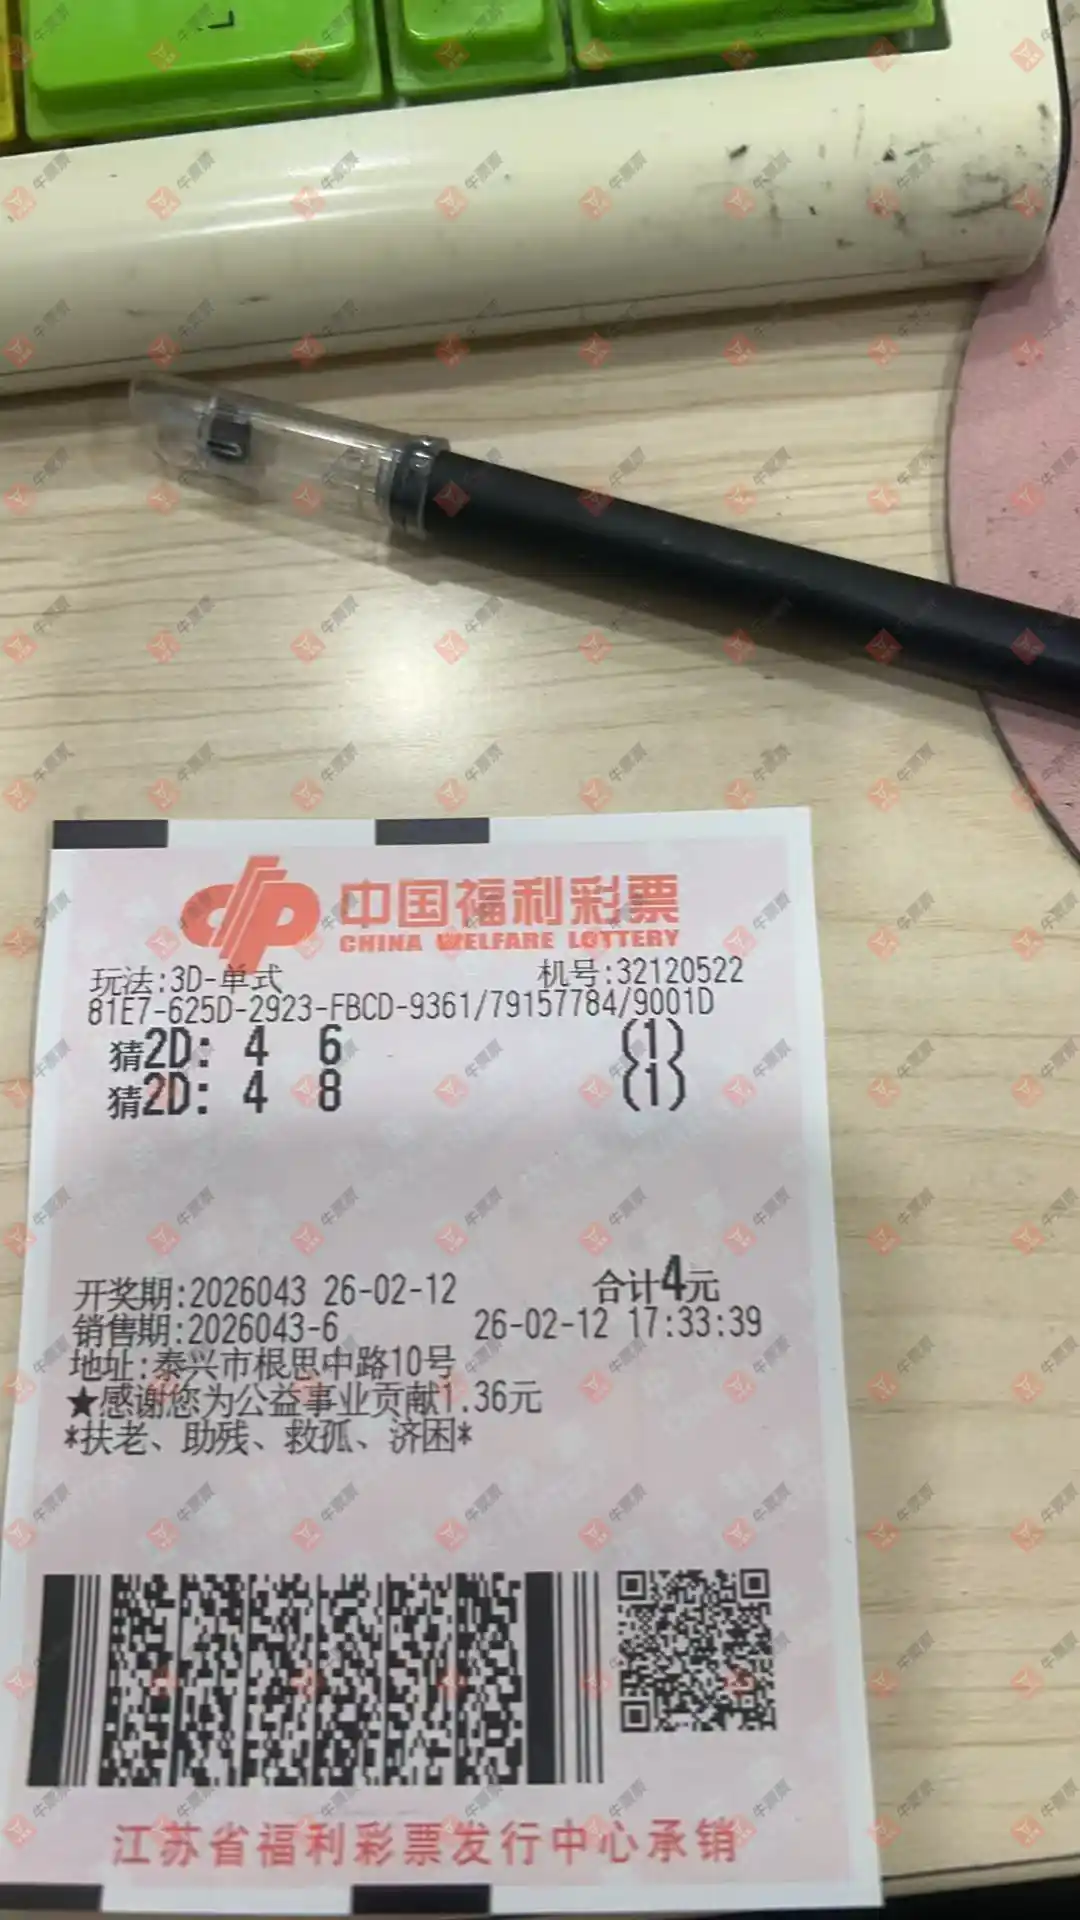 中国福利彩票
CHINA WELFARE LOTTERY
玩法:3D-单式 机号:32120522
81E7-625D-2923-FBCD-9361/79157784/9001D
猜2D: 4 6 (1)
猜2D: 4 8 (1)
开奖期:2026043 26-02-12 合计4元
销售期:2026043-6 26-02-12 17:33:39
地址:泰兴市根思中路10号
★感谢您为公益事业贡献1.36元
*扶老、助残、救孤、济困*
江苏省福利彩票发行中心承销
牛票票